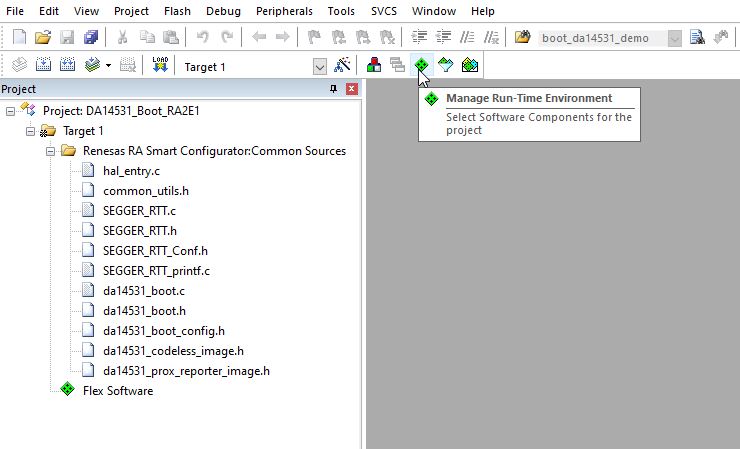 File Edit View Project Flash Debug Peripherals Tools SVCS Window Help
boot_da14531_demo
LOAD Target 1
Project
Manage Run-Time Environment
Select Software Components for the
project
Project: DA14531_Boot_RA2E1
Target 1
Renesas RA Smart Configurator:Common Sources
hal_entry.c
common_utils.h
SEGGER_RTT.c
SEGGER_RTT.h
SEGGER_RTT_Conf.h
SEGGER_RTT_printf.c
da14531_boot.c
da14531_boot.h
da14531_boot_config.h
da14531_codeless_image.h
da14531_prox_reporter_image.h
Flex Software